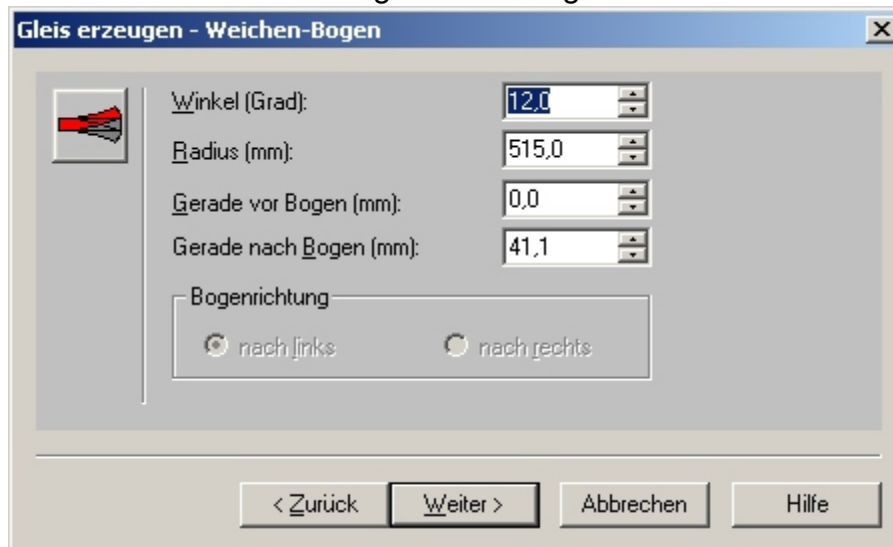 Gleis erzeugen - Weichen-Bogen
Winkel (Grad): 12,0
Radius (mm): 515,0
Gerade vor Bogen (mm): 0,0
Gerade nach Bogen (mm): 41,1
Bogenrichtung
nach links nach rechts
< Zurück Weiter > Abbrechen Hilfe